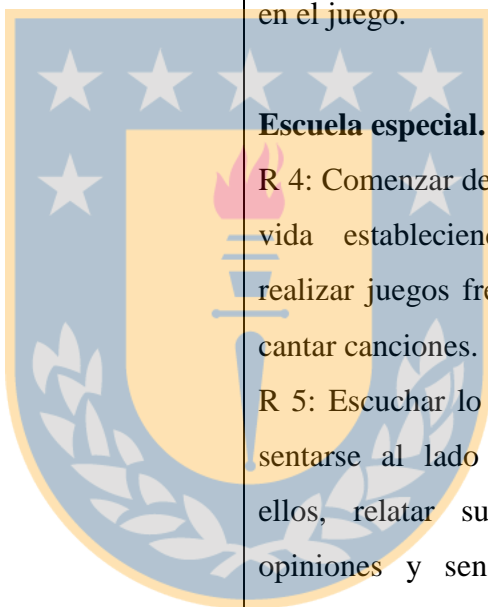 en el juego.
Escuela especial.
R 4: Comenzar de
vida estableciend
realizar juegos fre
cantar canciones.
R 5: Escuchar lo
sentarse al lado
ellos, relatar su
opiniones y sen